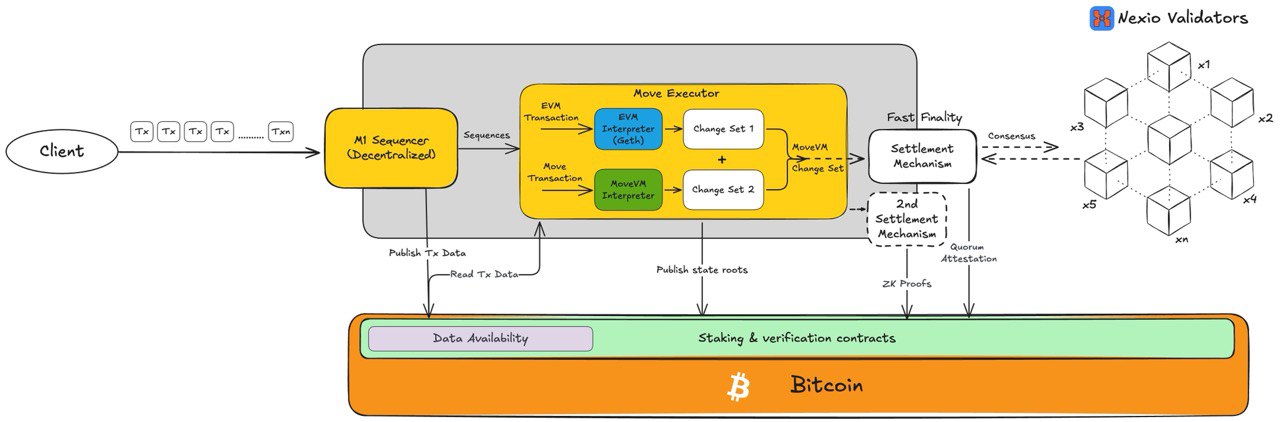 Nexio Validators
x1
x2
x3
x4
x5
xn
Client
Tx Tx Tx Tx .......... Txn
M1 Sequencer
(Decentralized)
Sequences
Move Executor
EVM
Transaction
EVM
Interpreter
(Geth)
Change Set 1
+
Move
Transaction
MoveVM
Interpreter
Change Set 2
MoveVM
Change Set
Fast Finality
Settlement
Mechanism
Consensus
2nd
Settlement
Mechanism
Publish Tx Data
Read Tx Data
Publish state roots
ZK Proofs
Quorum
Attestation
Data Availability
Staking & verification contracts
Bitcoin